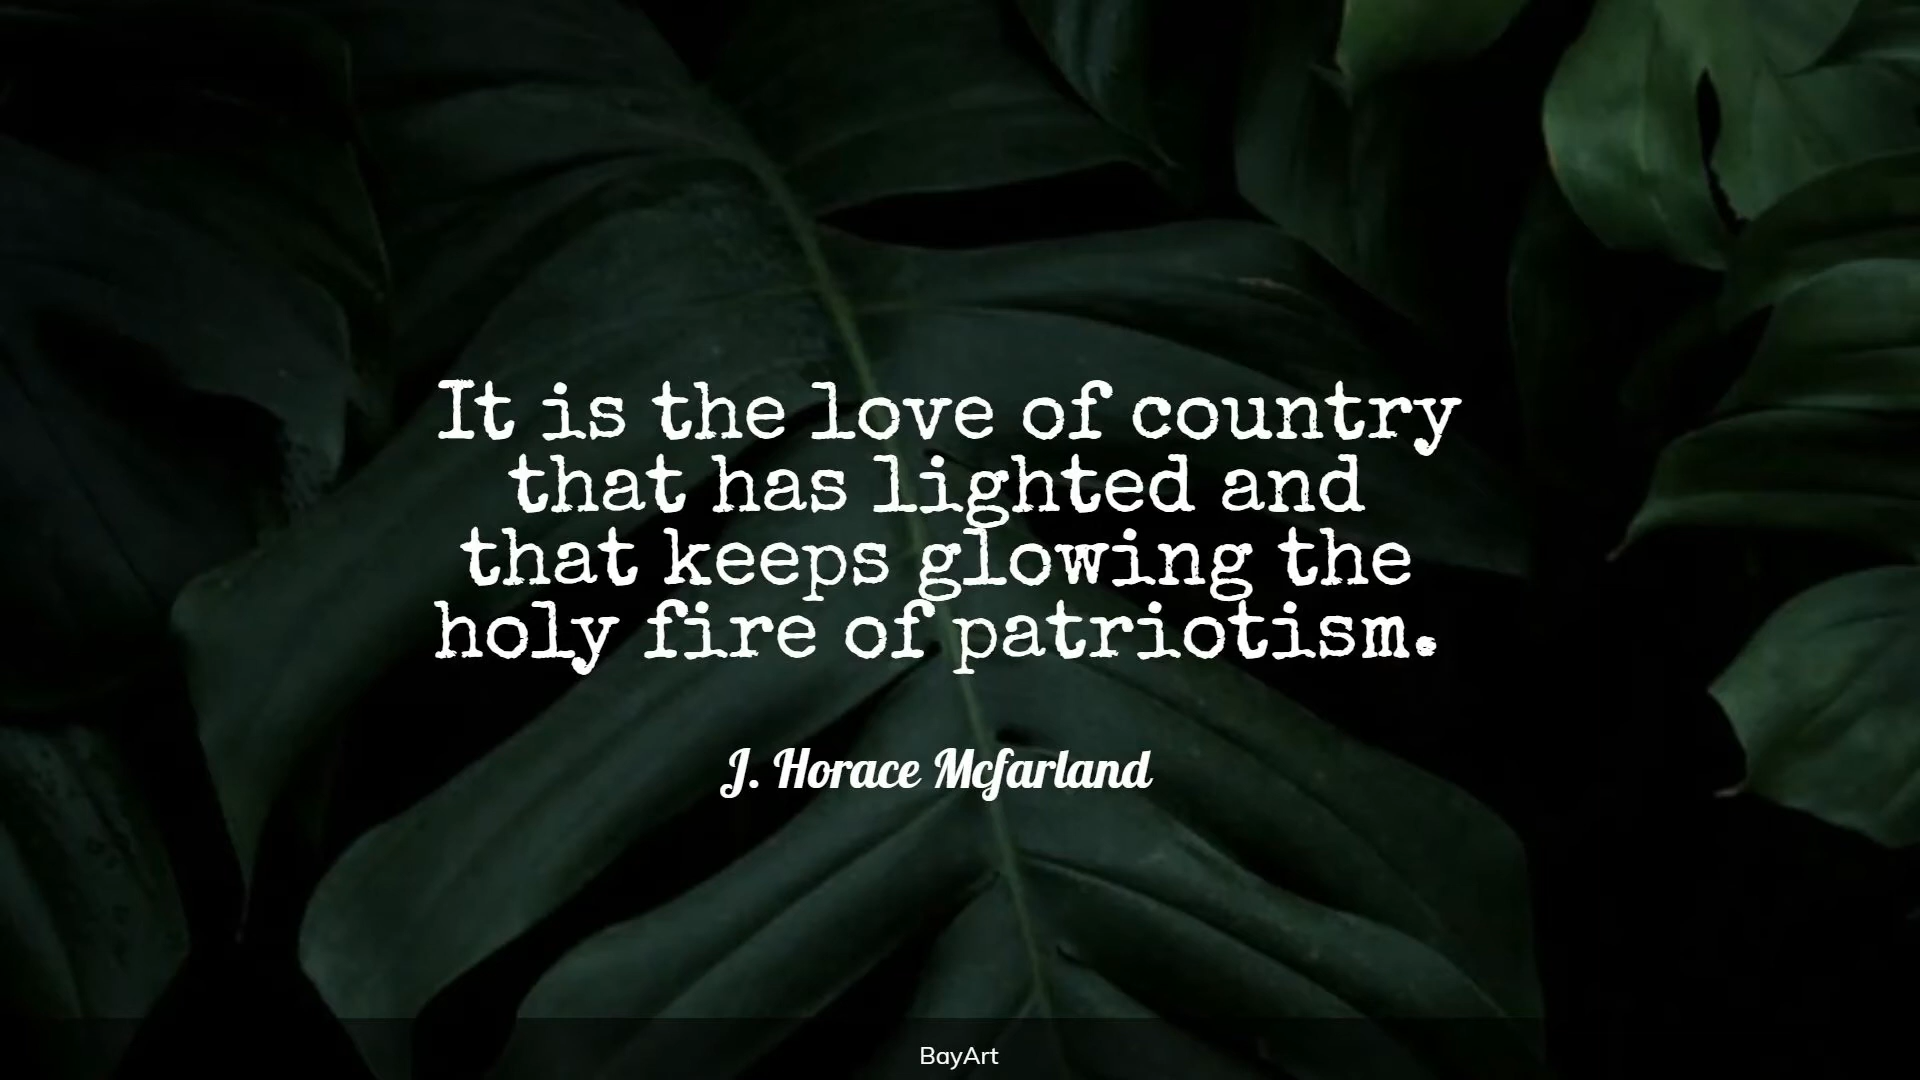 It is the love of country
that has lighted and
that keeps glowing the
holy fire of patriotism.
J. Horace Mcfarland
BayArt